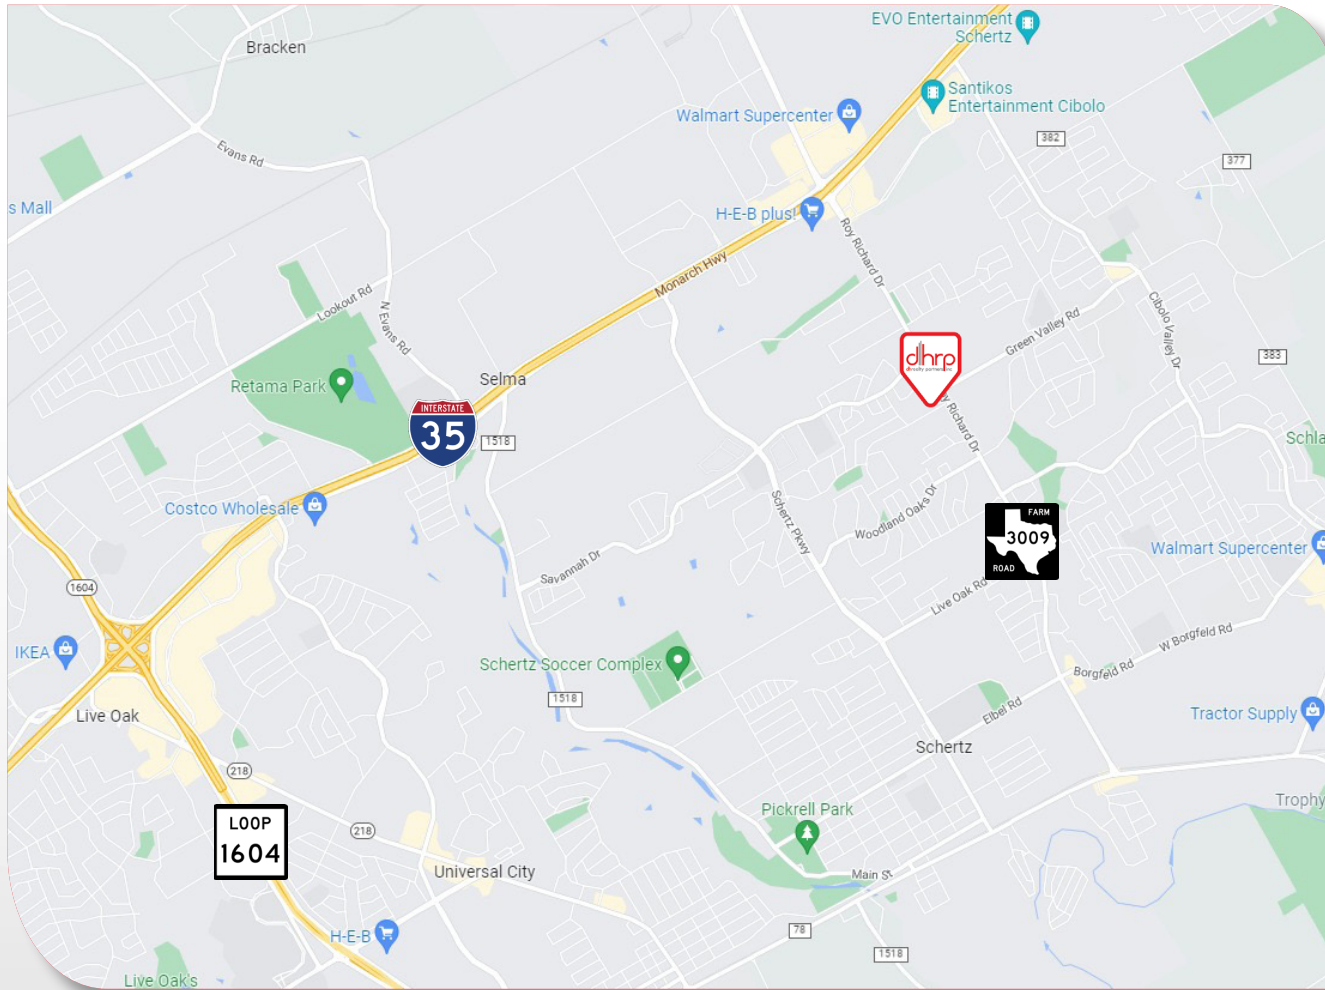 EVO Entertainment
Schertz
Bracken
Santikos
Entertainment Cibolo
Walmart Supercenter
382
Evans Rd
377
s Mall
H-E-B plus!
Roy Richard Dr
Monarch Hwy
Lookout Rd
N Evans Rd
Cibolo Valley Dr
Green Valley Rd
dhrp
383
Retama Park
Selma
INTERSTATE
35
y Richard Dr
1518
Schla
Costco Wholesale
Schertz Pkwy
Woodland Oaks Dr
FARM
3009
ROAD
Walmart Supercenter
Savannah Dr
1604
Live Oak Rd
IKEA
W Borgfeld Rd
Schertz Soccer Complex
Borgfeld Rd
1518
Live Oak
Elbel Rd
Tractor Supply
Schertz
218
Trophy
Pickrell Park
LOOP
1604
218
Universal City
Main St
H-E-B
78
1518
Live Oak's